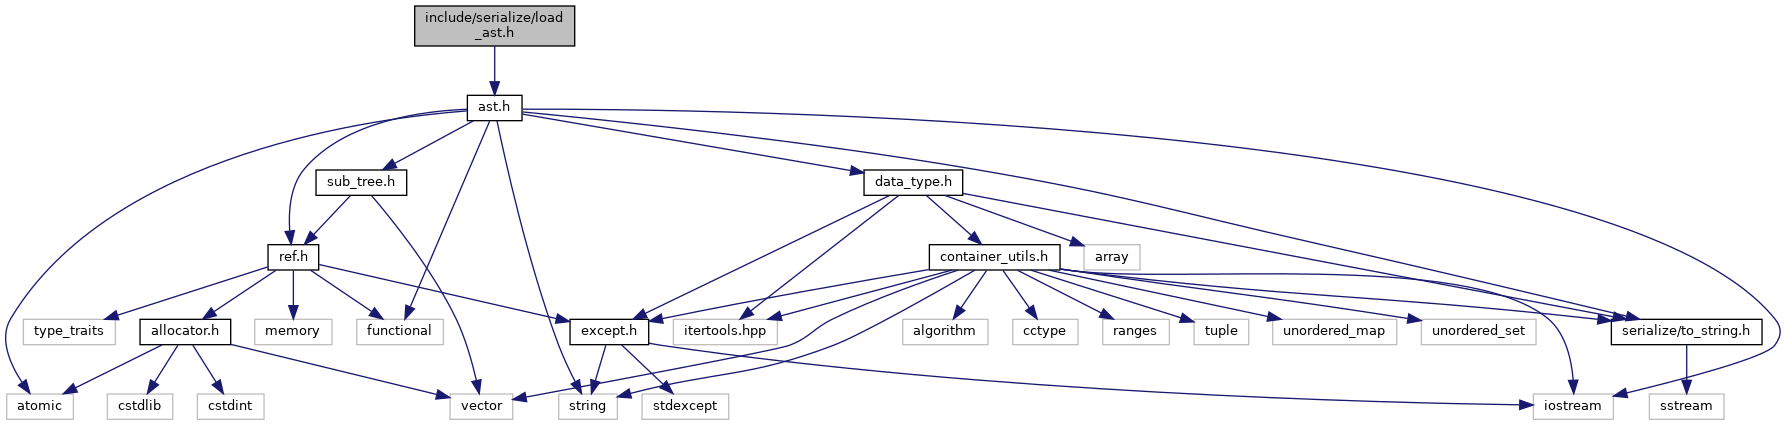 include/serialize/load
_ast.h
ast.h
sub_tree.h
data_type.h
ref.h
container_utils.h
array
type_traits
allocator.h
memory
functional
except.h
itertools.hpp
algorithm
cctype
ranges
tuple
unordered_map
unordered_set
serialize/to_string.h
atomic
cstdlib
cstdint
vector
string
stdexcept
iostream
sstream